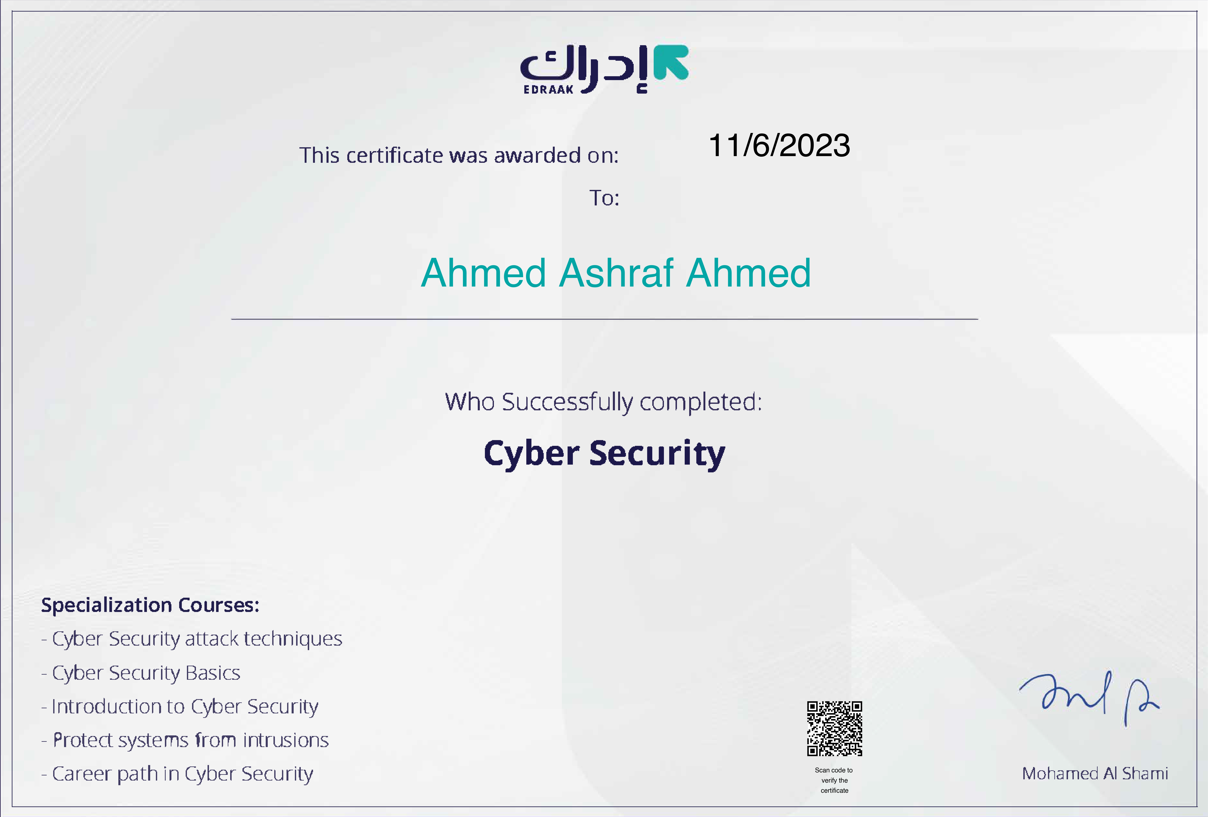 إدراك
EDRAAK
This certificate was awarded on: 11/6/2023
To:
Ahmed Ashraf Ahmed
Who Successfully completed:
Cyber Security
Specialization Courses:
- Cyber Security attack techniques
- Cyber Security Basics
- Introduction to Cyber Security
- Protect systems from intrusions
- Career path in Cyber Security
Scan code to
verify the
certificate
Mohamed Al Shami